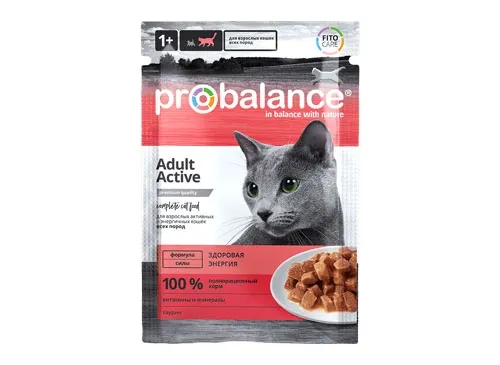 1+
для взрослых кошек
всех пород
FITO
CARE
probalance®
in balance with nature
Adult
Active
premium quality
complete cat food
для взрослых активных
и энергичных кошек
всех пород
формула
силы
ЗДОРОВАЯ
ЭНЕРГИЯ
100 %
полнорационный
корм
витамины и минералы